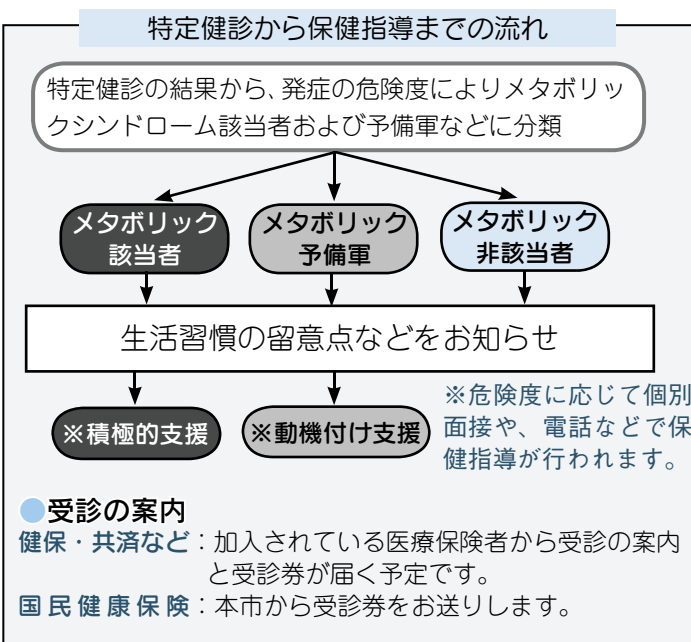 特定健診から保健指導までの流れ
特定健診の結果から、発症の危険度によりメタボリッ
クシンドローム該当者および予備軍などに分類
メタボリック
該当者
メタボリック
予備軍
メタボリック
非該当者
生活習慣の留意点などをお知らせ
※積極的支援
※動機付け支援
※危険度に応じて個別
面接や、電話などで保
健指導が行われます。
●受診の案内
健保・共済など：加入されている医療保険者から受診の案内
と受診券が届く予定です。
国民健康保険：本市から受診券をお送りします。